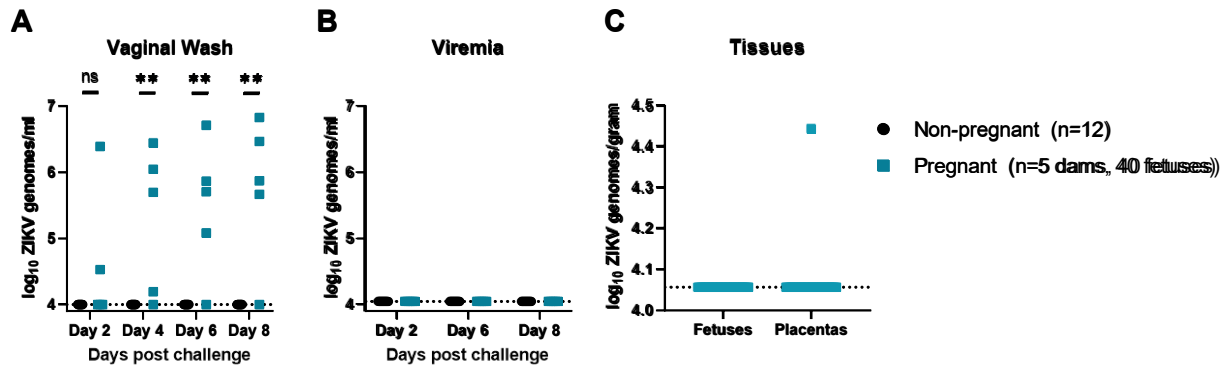 A
Vaginal Wash
ns ** ** **
log10 ZIKV genomes/ml
7
6
5
4
Day 2 Day 4 Day 6 Day 8
Days post challenge
B
Viremia
log10 ZIKV genomes/ml
7
6
5
4
Day 2 Day 6 Day 8
Days post challenge
C
Tissues
log10 ZIKV genomes/gram
4.5
4.4
4.3
4.2
4.1
4.0
Fetuses Placentas
Non-pregnant (n=12)
Pregnant (n=5 dams, 40 fetuses)